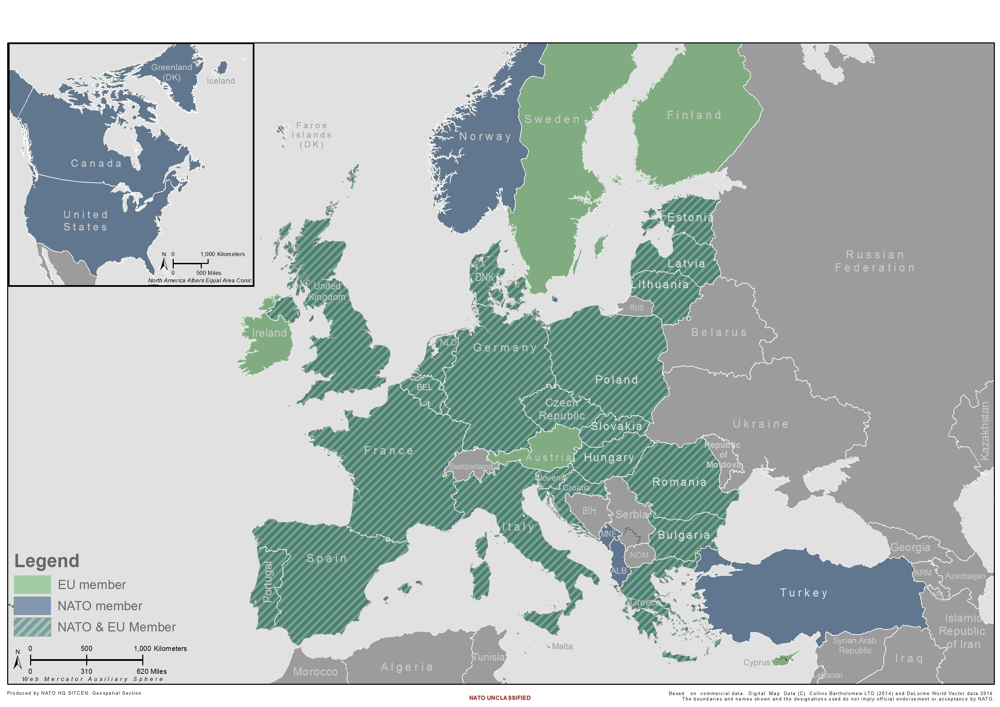 Greenland
(DK)
Iceland
Canada
United
States
N 0 1,000 Kilometers
0 500 Miles
North America Albers Equal Area Conic
Faroe
Islands
(DK)
Norway
Sweden
Finland
Estonia
Latvia
Lithuania
RUS
Russian
Federation
Belarus
DNK
United
Kingdom
Ireland
NLD
Germany
Poland
BEL
Czech
Republic
Slovakia
Ukraine
Kazakhstan
France
Switzerland
Austria
Hungary
Republic
of
Moldova
Slovenia
Croatia
Romania
BIH
Serbia
Italy
MNE
Bulgaria
NOM
ALB
Georgia
ARM
Azerbaijan
AZE
Spain
Portugal
Greece
Turkey
Islamic
Republic
of Iran
Syrian Arab
Republic
Iraq
Malta
Cyprus
Lebanon
Tunisia
Algeria
Morocco
Legend
EU member
NATO member
NATO & EU Member
0 500 1,000 Kilometers
N
0 310 620 Miles
Web Mercator Auxiliary Sphere
Produced by NATO HQ SITCEN, Geospatial Section.
NATO UNCLASSIFIED
Based on commercial data. Digital Map Data (C) Collins Bartholomew LTD (2014) and DeLorme World Vector data 2014.
The boundaries and names shown and the designations used do not imply official endorsement or acceptance by NATO.